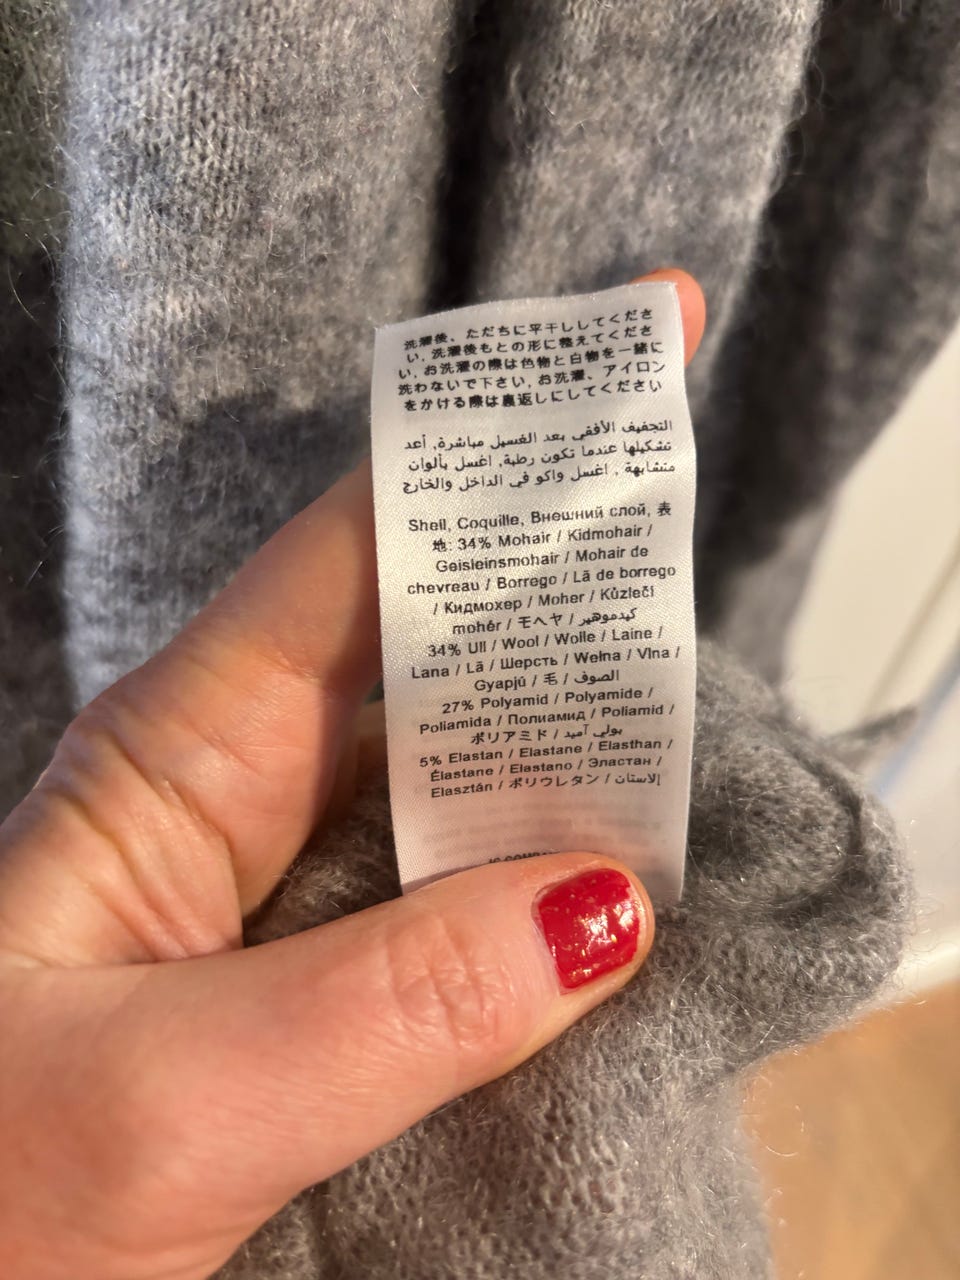 洗濯後、ただちに平干ししてくださ
い, 洗濯後もとの形に整えてくださ
い, お洗濯の際は色物と白物を一緒に
洗わないで下さい, お洗濯、アイロン
をかける際は裏返しにしてください
التجفيف الأفقي بعد الغسيل مباشرة, أعد
تشكيلها عندما تكون رطبة, اغسل بألوان
متشابهة , اغسل واكو في الداخل والخارج
Shell, Coquille, Внешний слой, 表
地: 34% Mohair / Kidmohair /
Geisleinsmohair / Mohair de
chevreau / Borrego / Lã de borrego
/ Кидмохер / Moher / Kůzlečí
mohér / モヘヤ / كيدموهير
34% Ull / Wool / Wolle / Laine /
Lana / Lã / Шерсть / Wełna / Vlna /
Gyapjú / 毛 / الصوف
27% Polyamid / Polyamide /
Poliamida / Полиамид / Poliamid /
ポリアミド / بولي آميد
5% Elastan / Elastane / Elasthan /
Élastane / Elastano / Эластан /
Elasztán / ポリウレタン / إلاستان